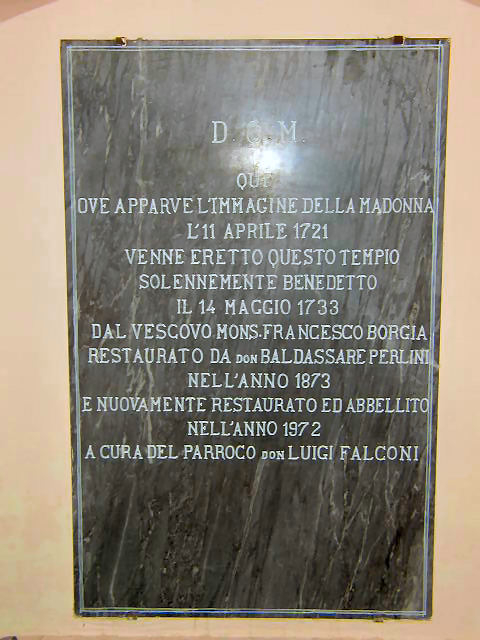 D. O. M.
QUI
OVE APPARVE L'IMMAGINE DELLA MADONNA
L'11 APRILE 1721
VENNE ERETTO QUESTO TEMPIO
SOLENNEMENTE BENEDETTO
IL 14 MAGGIO 1733
DAL VESCOVO MONS. FRANCESCO BORGIA
RESTAURATO DA DON BALDASSARE PERLINI
NELL'ANNO 1873
E NUOVAMENTE RESTAURATO ED ABBELLITO
NELL'ANNO 1972
A CURA DEL PARROCO DON LUIGI FALCONI